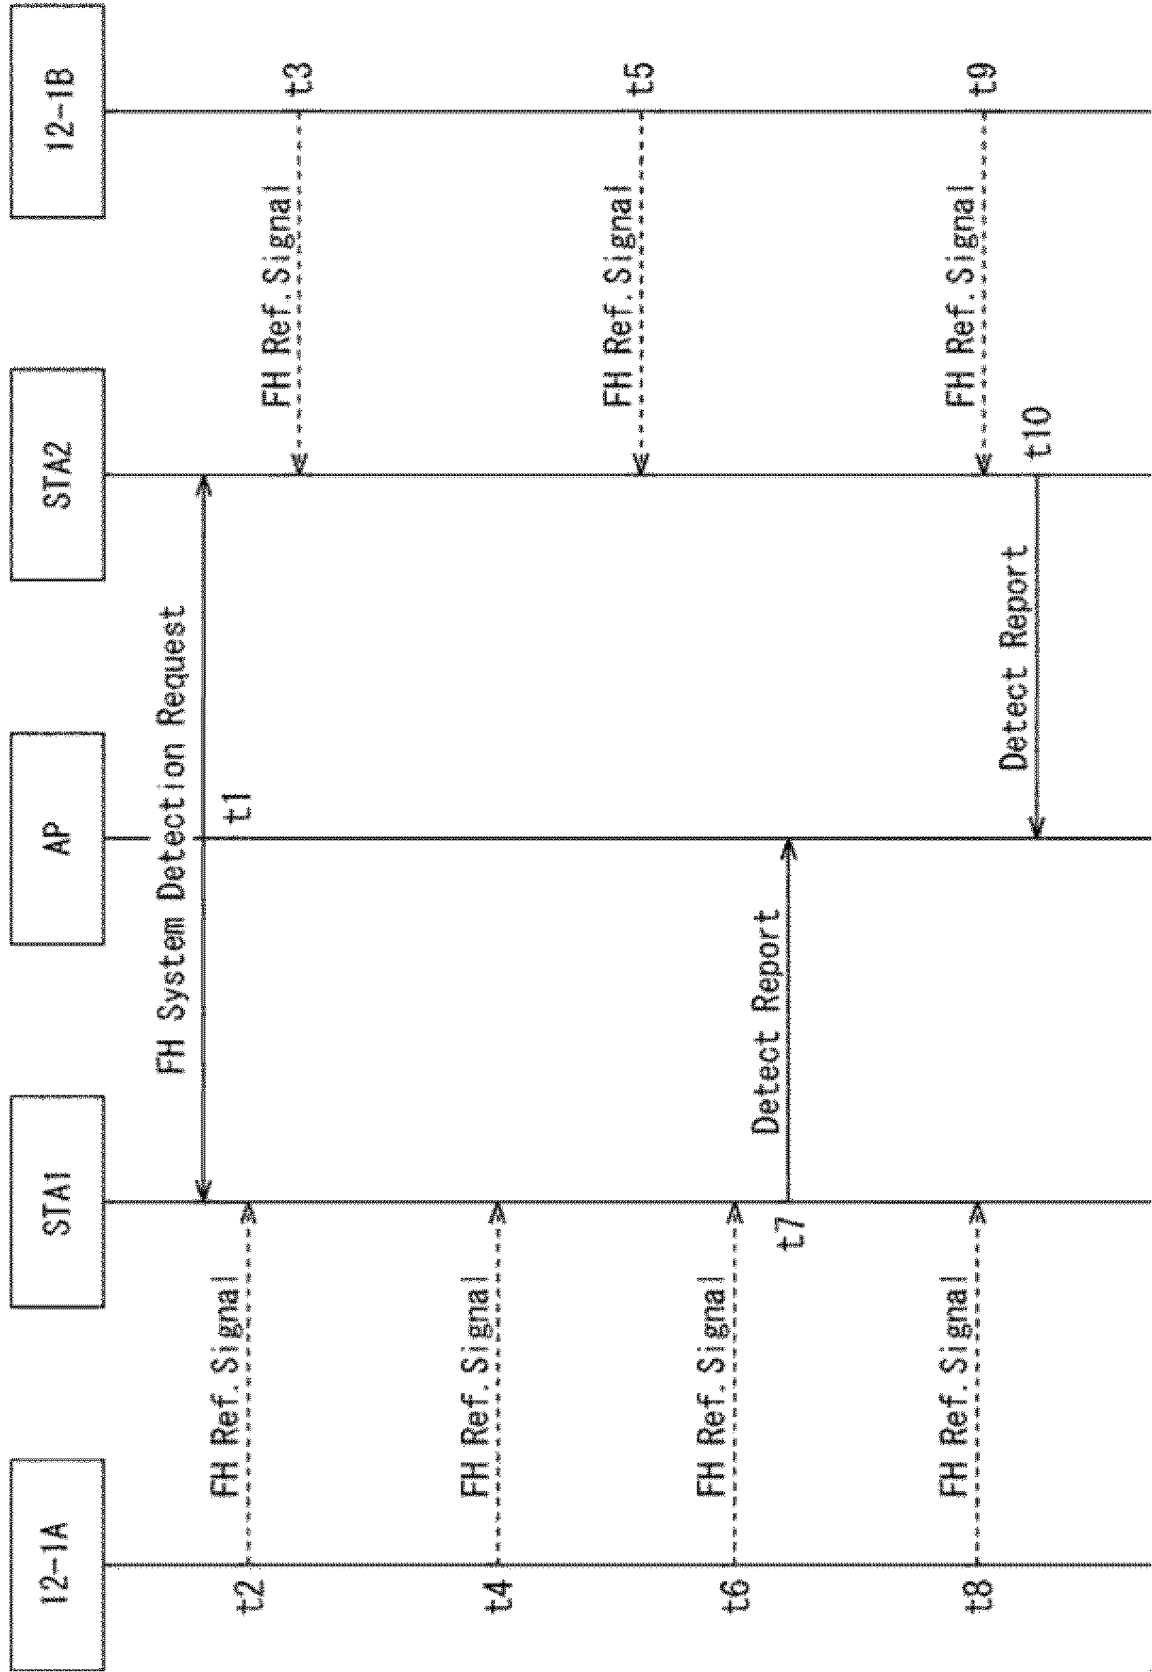 12-1A
STA1
AP
STA2
12-1B
FH System Detection Request
t1
t2
FH Ref.Signal
FH Ref.Signal
t3
t4
FH Ref.Signal
FH Ref.Signal
t5
t6
FH Ref.Signal
t7
Detect Report
t8
FH Ref.Signal
FH Ref.Signal
t9
Detect Report
t10